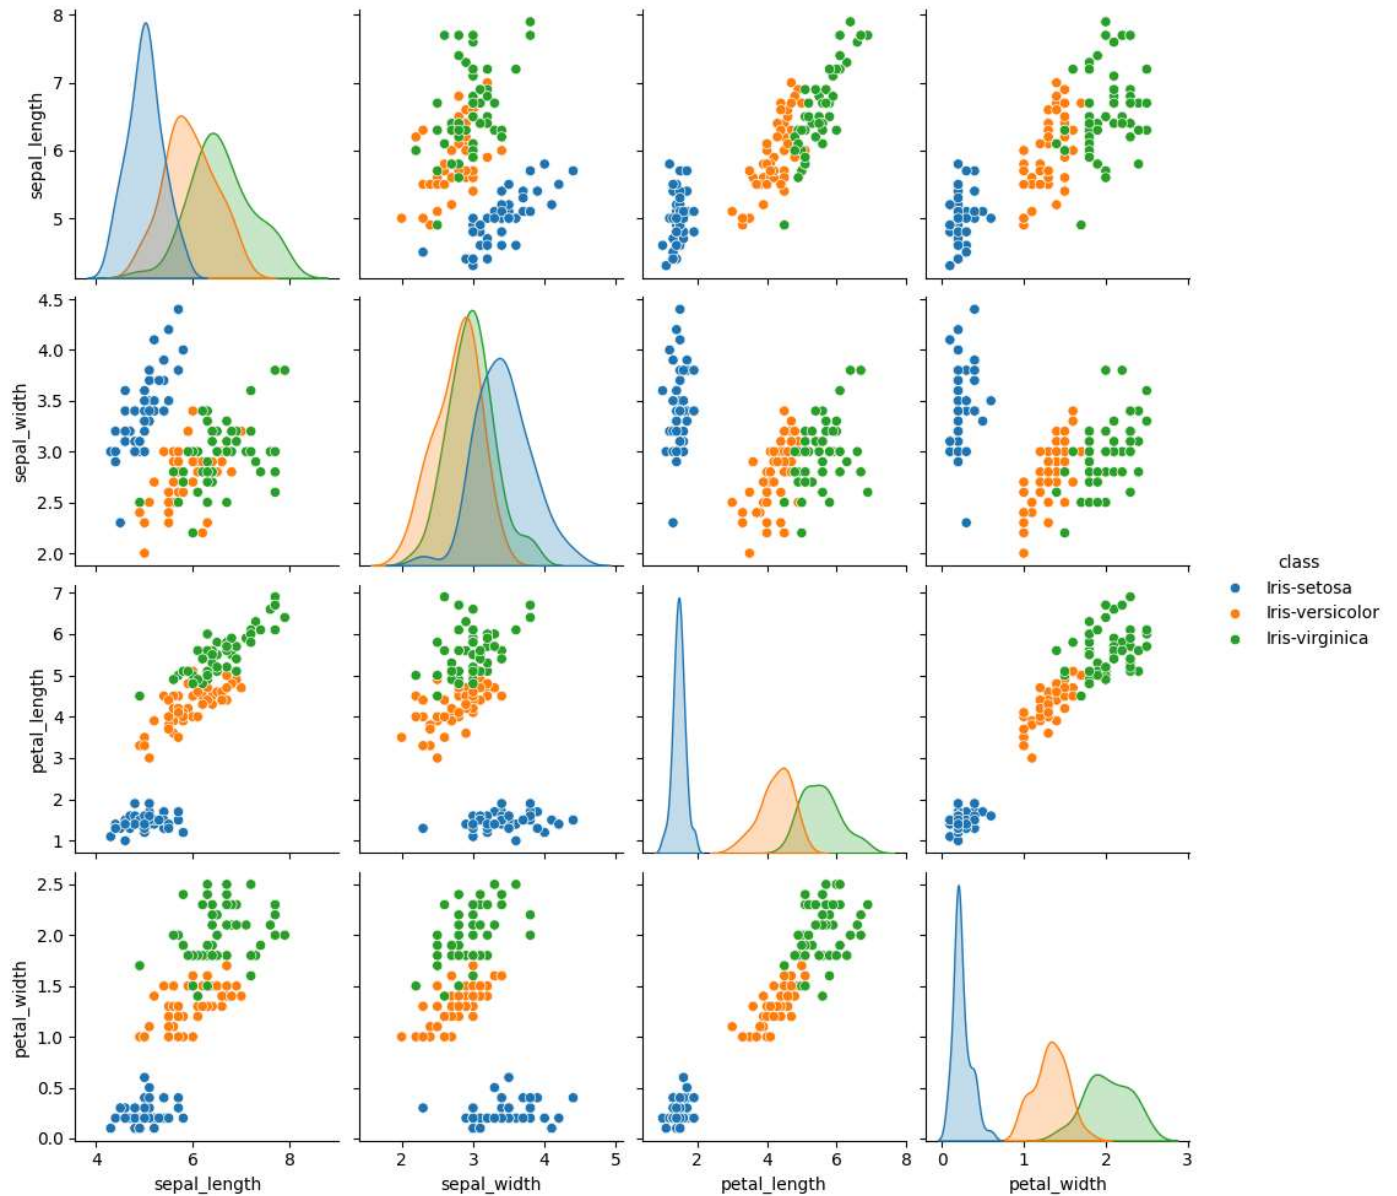 8
7
6
5
sepal_length
4.5
4.0
3.5
3.0
2.5
2.0
sepal_width
7
6
5
4
3
2
1
petal_length
2.5
2.0
1.5
1.0
0.5
0.0
petal_width
4 6 8
sepal_length
2 3 4 5
sepal_width
2 4 6 8
petal_length
0 1 2 3
petal_width
class
Iris-setosa
Iris-versicolor
Iris-virginica